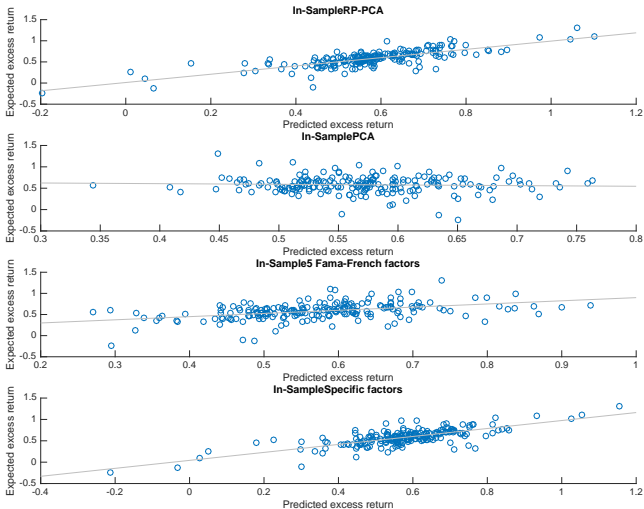 In-SampleRP-PCA
Expected excess return
1.5
1
0.5
0
-0.5
-0.2 0 0.2 0.4 0.6 0.8 1 1.2
Predicted excess return
In-SamplePCA
Expected excess return
1.5
1
0.5
0
-0.5
0.3 0.35 0.4 0.45 0.5 0.55 0.6 0.65 0.7 0.75 0.8
Predicted excess return
In-Sample5 Fama-French factors
Expected excess return
1.5
1
0.5
0
-0.5
0.2 0.3 0.4 0.5 0.6 0.7 0.8 0.9 1
Predicted excess return
In-SampleSpecific factors
Expected excess return
1.5
1
0.5
0
-0.5
-0.4 -0.2 0 0.2 0.4 0.6 0.8 1 1.2
Predicted excess return